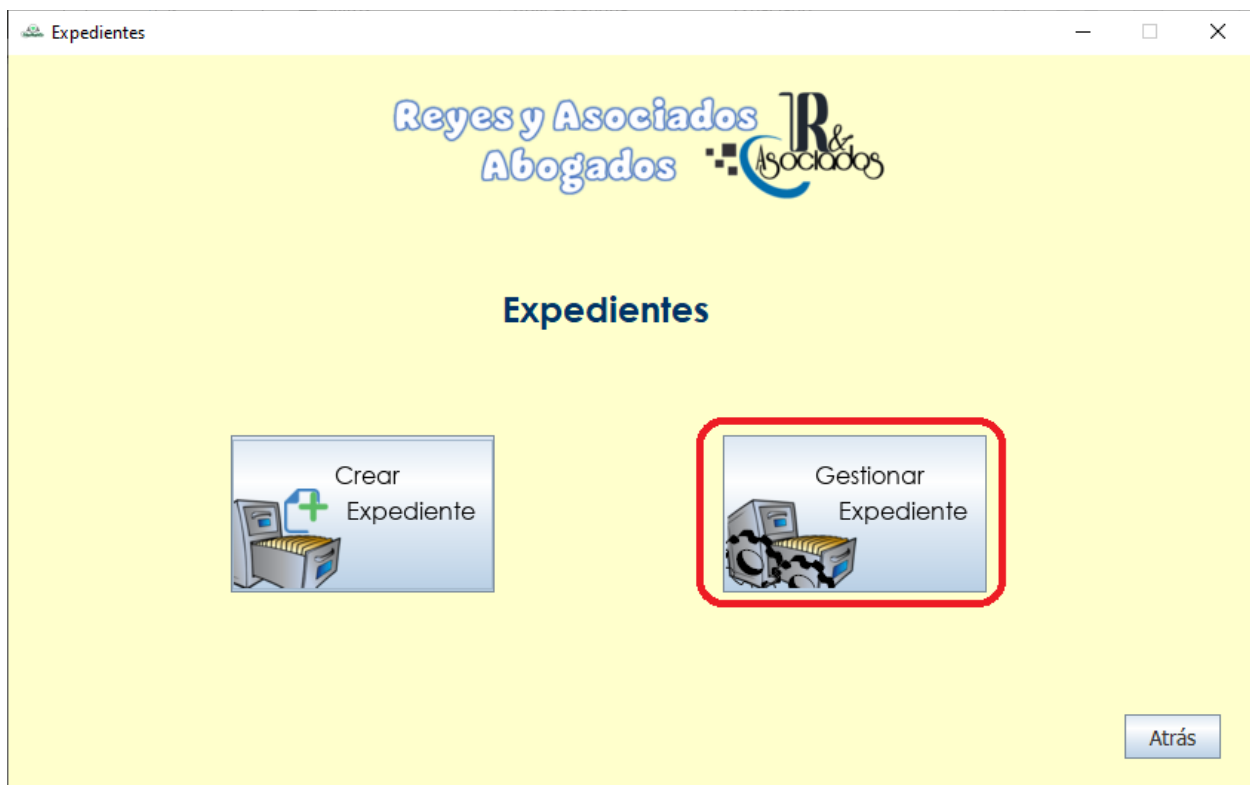 Expedientes
Reyes y Asociados
Abogados
R&
Asociados
Expedientes
Crear
Expediente
Gestionar
Expediente
Atrás